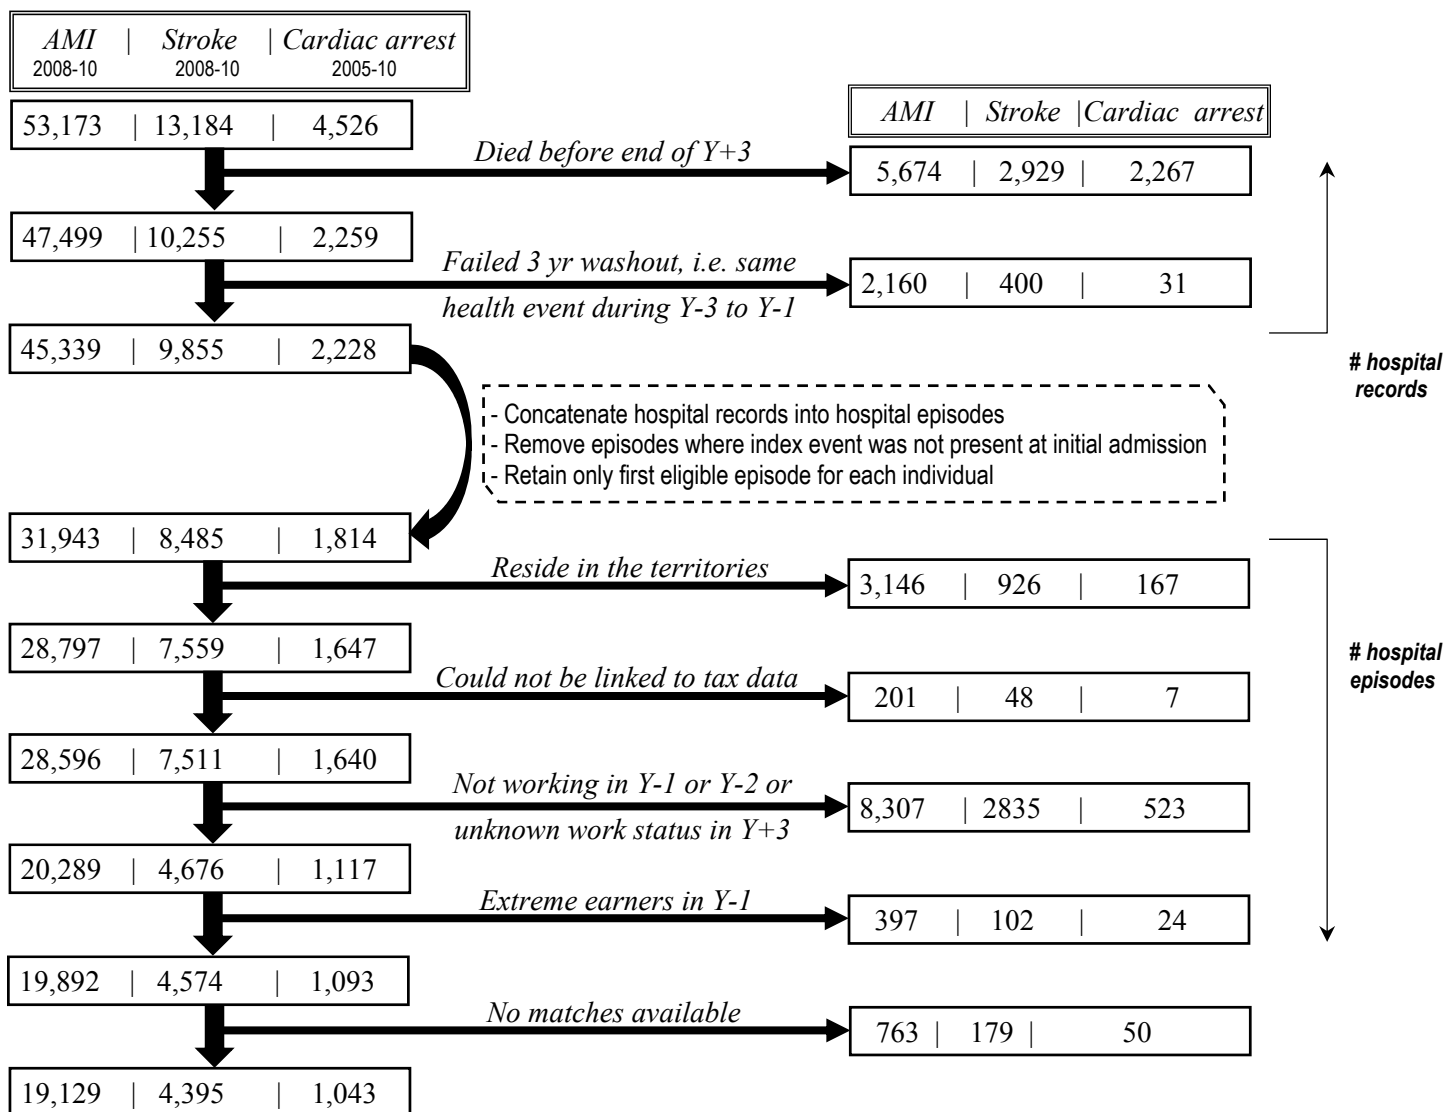 AMI | Stroke | Cardiac arrest
2008-10 2008-10 2005-10
53,173 | 13,184 | 4,526
AMI | Stroke |Cardiac arrest
Died before end of Y+3
5,674 | 2,929 | 2,267
47,499 | 10,255 | 2,259
Failed 3 yr washout, i.e. same
health event during Y-3 to Y-1
2,160 | 400 | 31
45,339 | 9,855 | 2,228
# hospital
records
- Concatenate hospital records into hospital episodes
- Remove episodes where index event was not present at initial admission
- Retain only first eligible episode for each individual
31,943 | 8,485 | 1,814
Reside in the territories
3,146 | 926 | 167
28,797 | 7,559 | 1,647
# hospital
episodes
Could not be linked to tax data
201 | 48 | 7
28,596 | 7,511 | 1,640
Not working in Y-1 or Y-2 or
unknown work status in Y+3
8,307 | 2835 | 523
20,289 | 4,676 | 1,117
Extreme earners in Y-1
397 | 102 | 24
19,892 | 4,574 | 1,093
No matches available
763 | 179 | 50
19,129 | 4,395 | 1,043